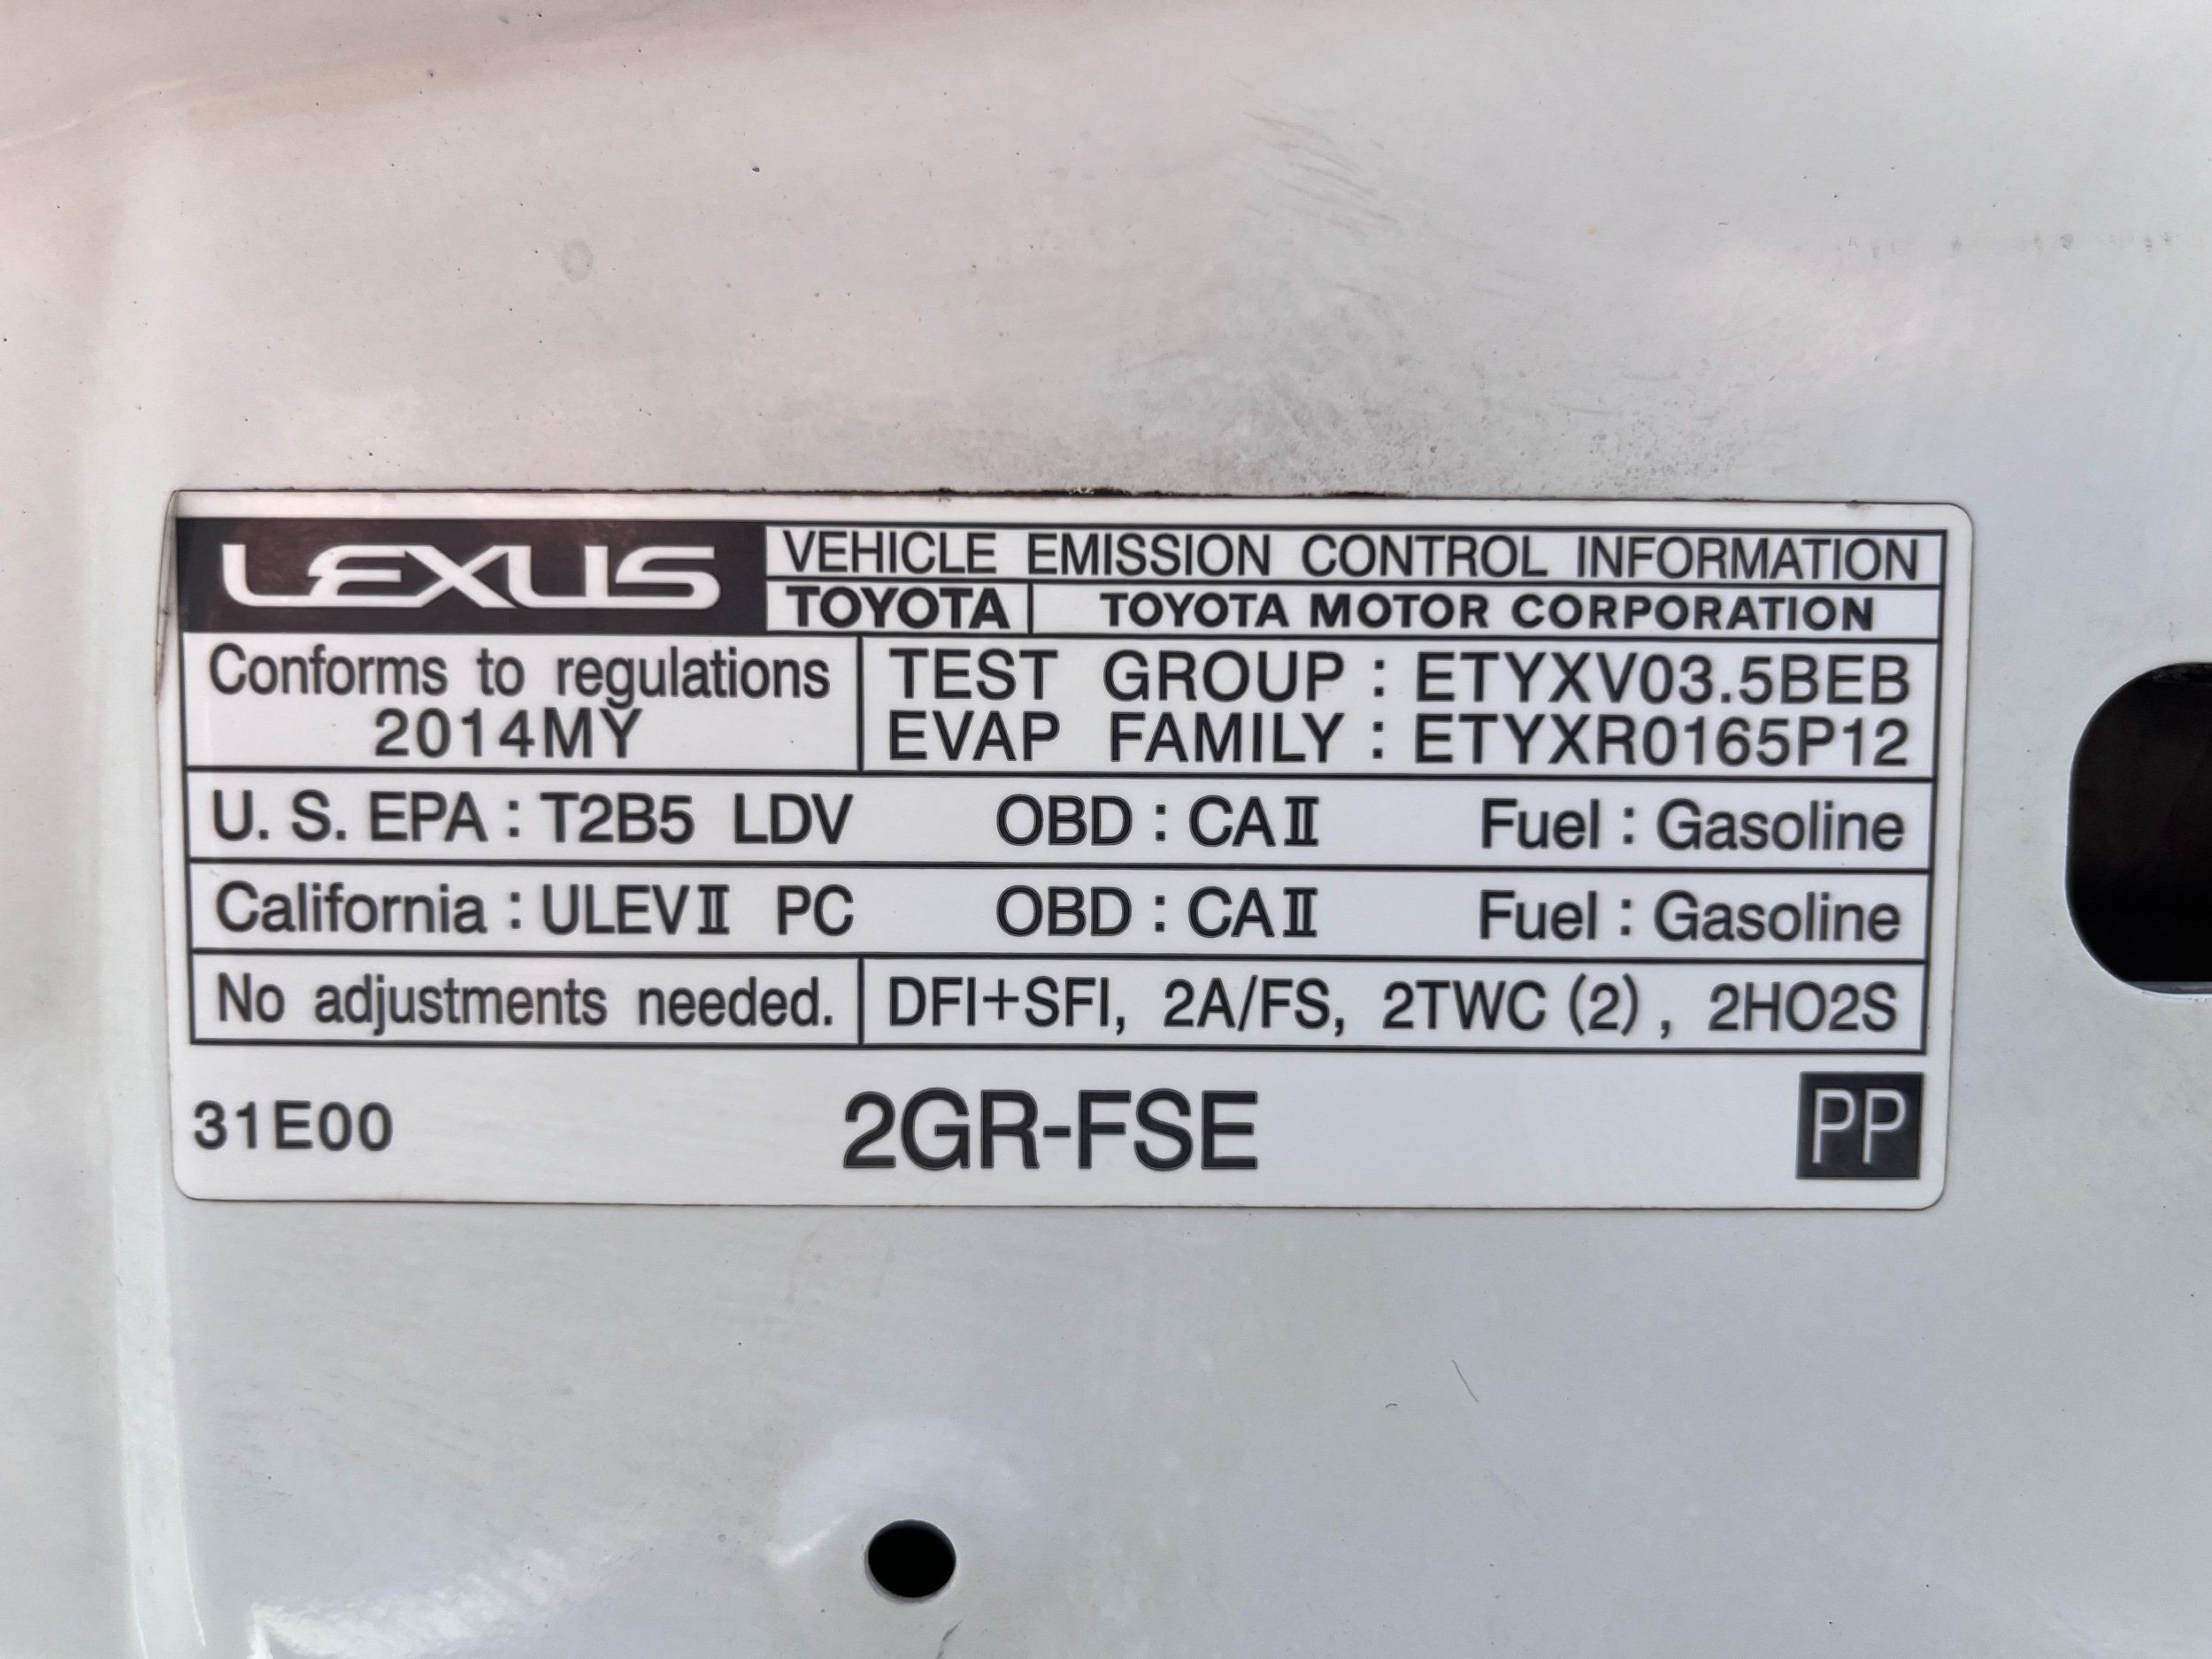 LEXUS VEHICLE EMISSION CONTROL INFORMATION
TOYOTA TOYOTA MOTOR CORPORATION
Conforms to regulations
2014MY
TEST GROUP : ETYXV03.5BEB
EVAP FAMILY : ETYXR0165P12
U. S. EPA : T2B5 LDV OBD : CAⅡ Fuel : Gasoline
California : ULEVⅡ PC OBD : CAⅡ Fuel : Gasoline
No adjustments needed. DFI+SFI, 2A/FS, 2TWC (2) , 2HO2S
31E00 2GR-FSE PP